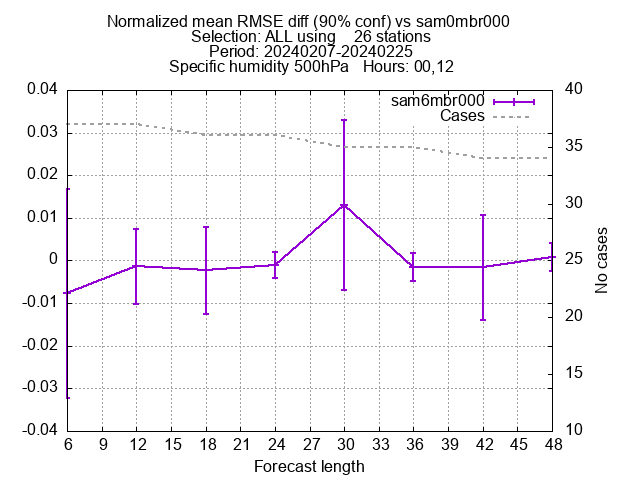 Normalized mean RMSE diff (90% conf) vs sam0mbr000
Selection: ALL using    26 stations
Period: 20240207-20240225
Specific humidity 500hPa   Hours: 00,12
sam6mbr000
Cases
0.04
0.03
0.02
0.01
0
-0.01
-0.02
-0.03
-0.04
40
35
30
25
20
15
10
No cases
6 9 12 15 18 21 24 27 30 33 36 39 42 45 48
Forecast length